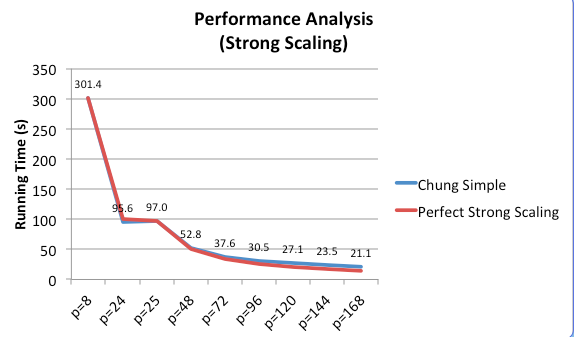 Performance Analysis
(Strong Scaling)
350
300
250
200
150
100
50
0
Running Time (s)
301.4
95.6
97.0
52.8
37.6
30.5
27.1
23.5
21.1
p=8
p=24
p=25
p=48
p=72
p=96
p=120
p=144
p=168
Chung Simple
Perfect Strong Scaling